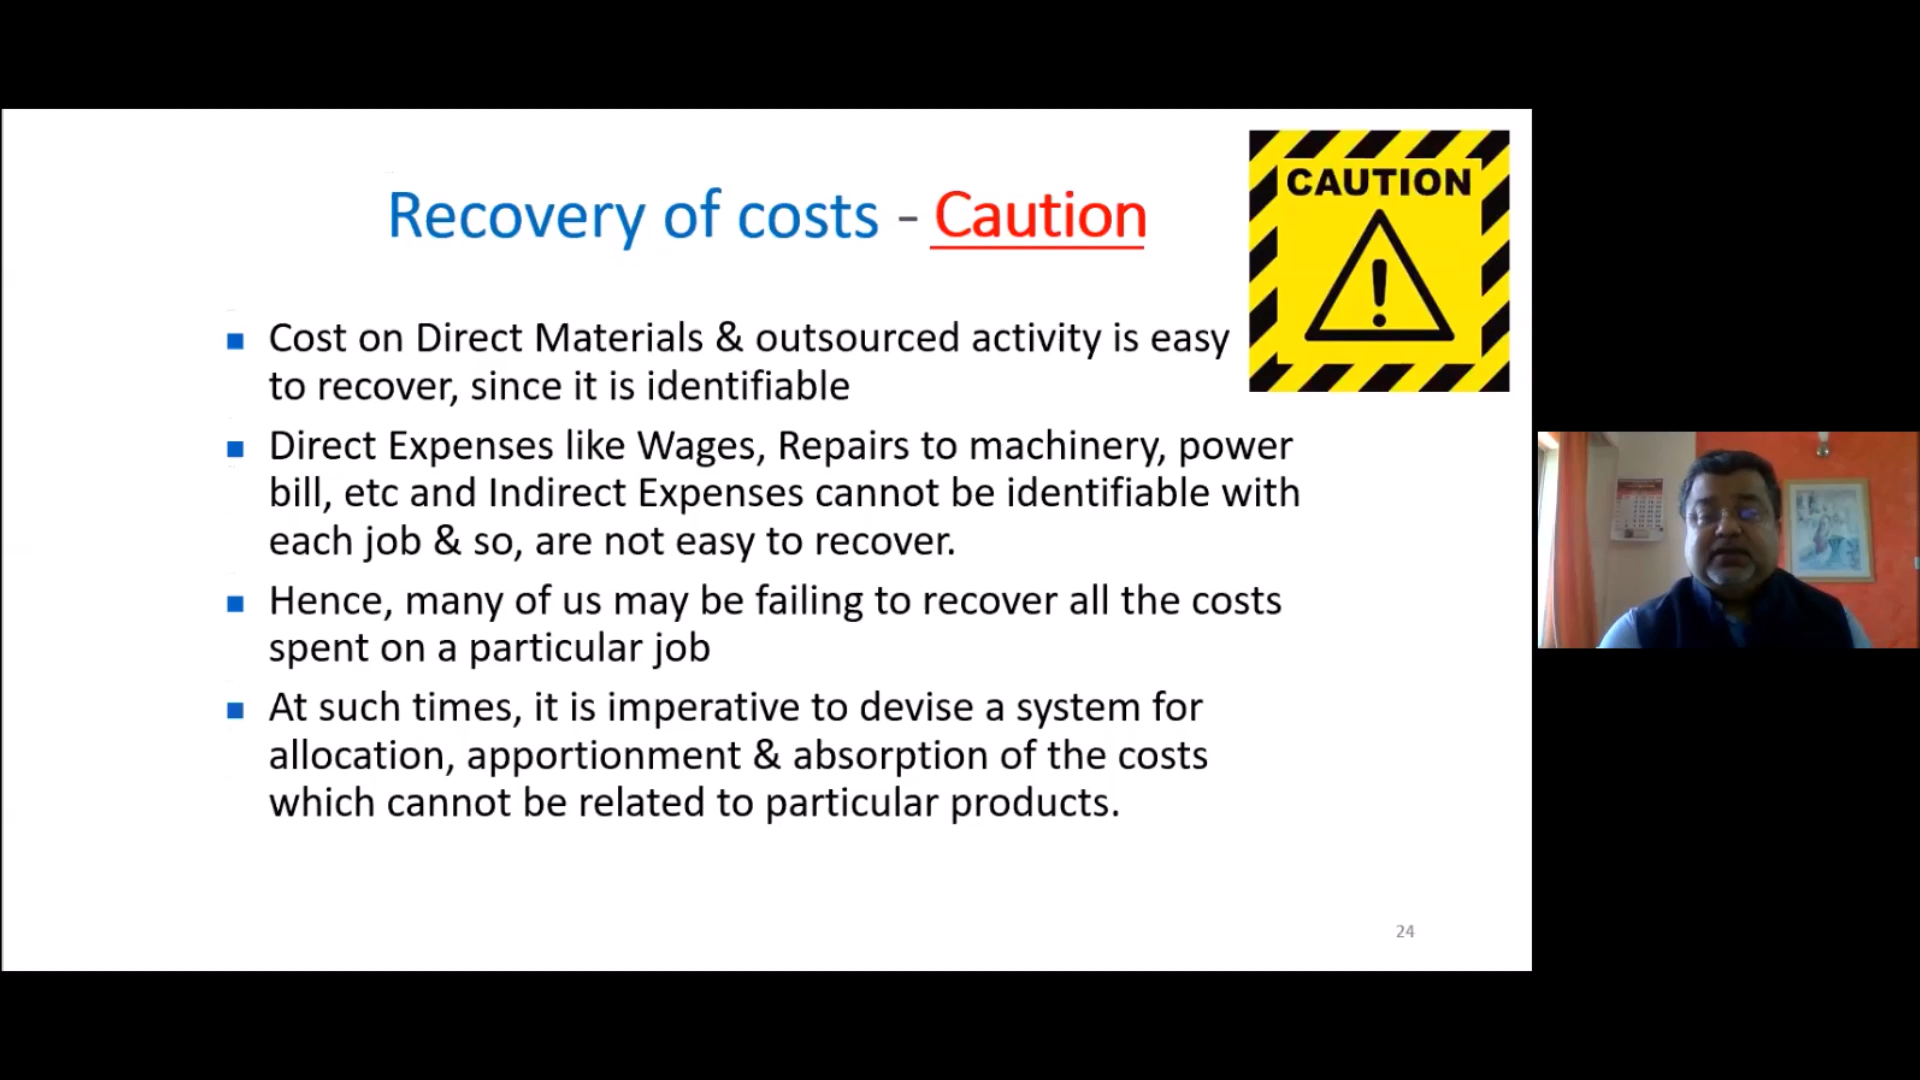 Recovery of costs - Caution
CAUTION
Cost on Direct Materials & outsourced activity is easy
to recover, since it is identifiable
Direct Expenses like Wages, Repairs to machinery, power
bill, etc and Indirect Expenses cannot be identifiable with
each job & so, are not easy to recover.
Hence, many of us may be failing to recover all the costs
spent on a particular job
At such times, it is imperative to devise a system for
allocation, apportionment & absorption of the costs
which cannot be related to particular products.
24